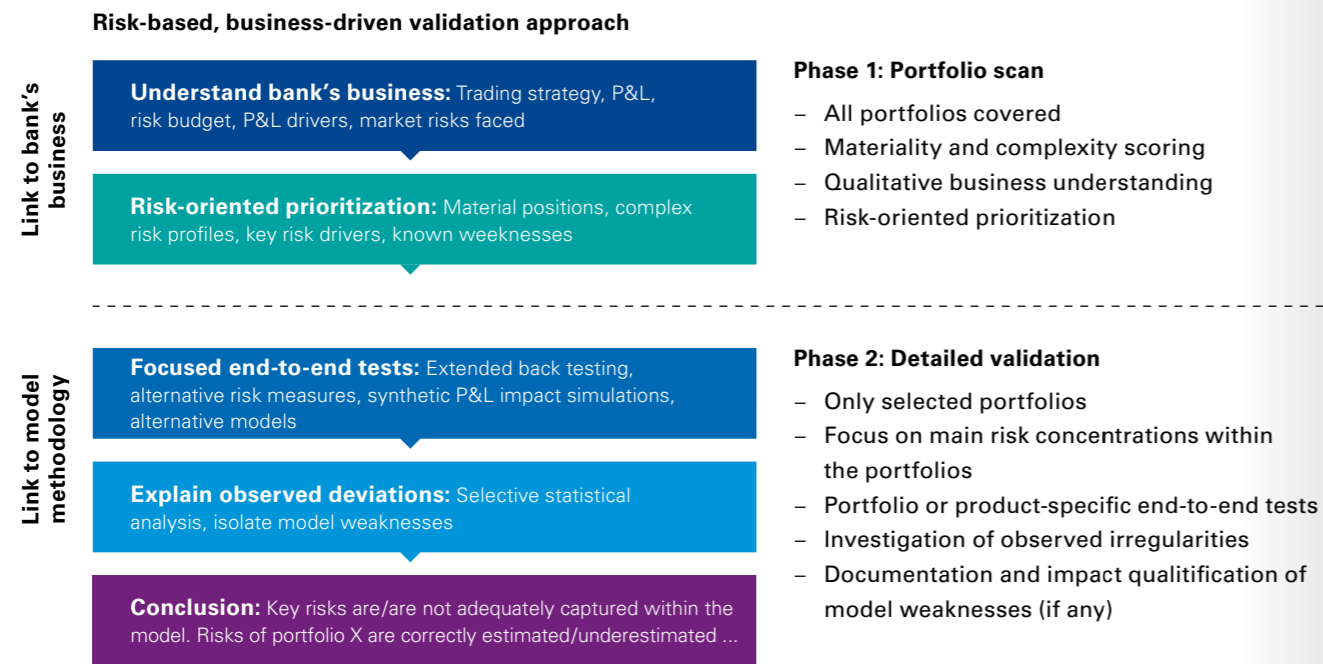 Risk-based, business-driven validation approach
Link to bank's
business
Understand bank's business: Trading strategy, P&L,
risk budget, P&L drivers, market risks faced
Risk-oriented prioritization: Material positions, complex
risk profiles, key risk drivers, known weeknesses
Phase 1: Portfolio scan
– All portfolios covered
– Materiality and complexity scoring
– Qualitative business understanding
– Risk-oriented prioritization
Link to model
methodology
Focused end-to-end tests: Extended back testing,
alternative risk measures, synthetic P&L impact simulations,
alternative models
Explain observed deviations: Selective statistical
analysis, isolate model weaknesses
Conclusion: Key risks are/are not adequately captured within the
model. Risks of portfolio X are correctly estimated/underestimated ...
Phase 2: Detailed validation
– Only selected portfolios
– Focus on main risk concentrations within
the portfolios
– Portfolio or product-specific end-to-end tests
– Investigation of observed irregularities
– Documentation and impact qualitification of
model weaknesses (if any)